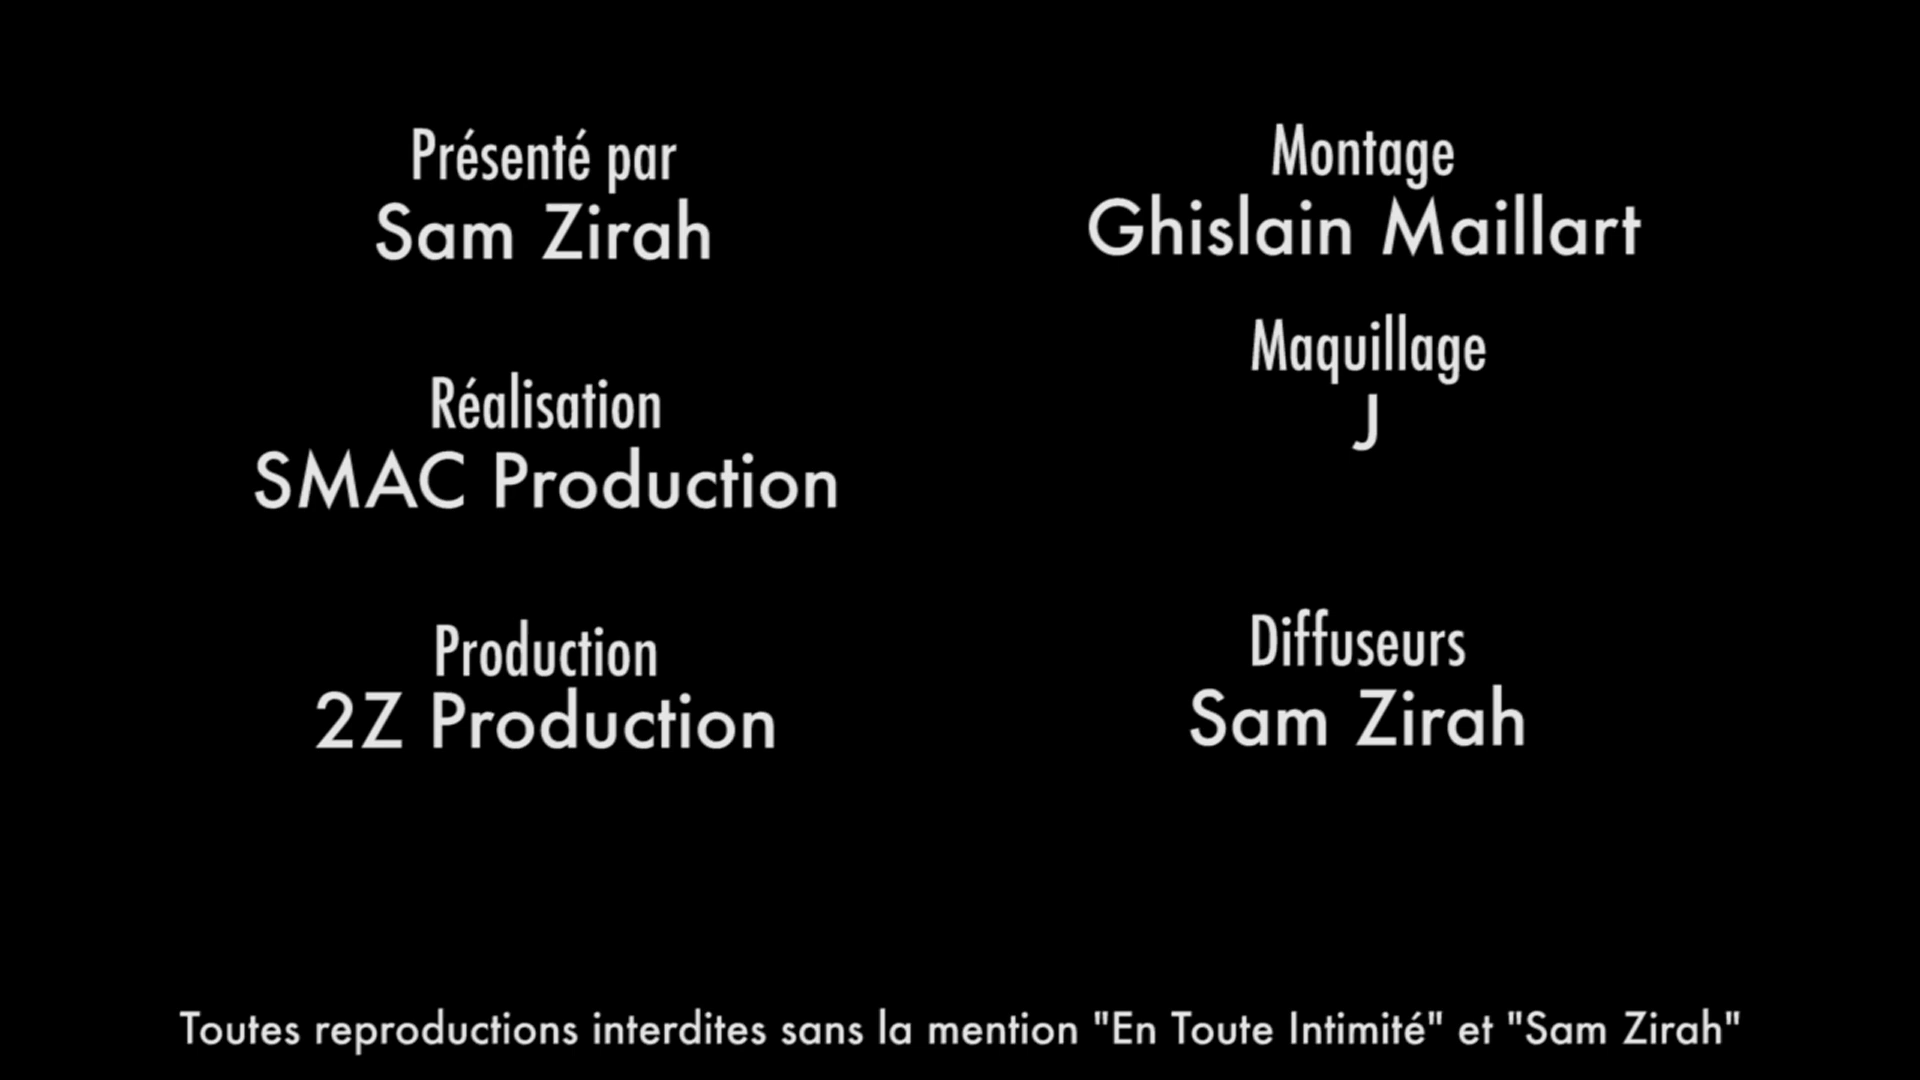 Présenté par
Sam Zirah
Réalisation
SMAC Production
Production
2Z Production
Montage
Ghislain Maillart
Maquillage
J
Diffuseurs
Sam Zirah
Toutes reproductions interdites sans la mention "En Toute Intimité" et "Sam Zirah"